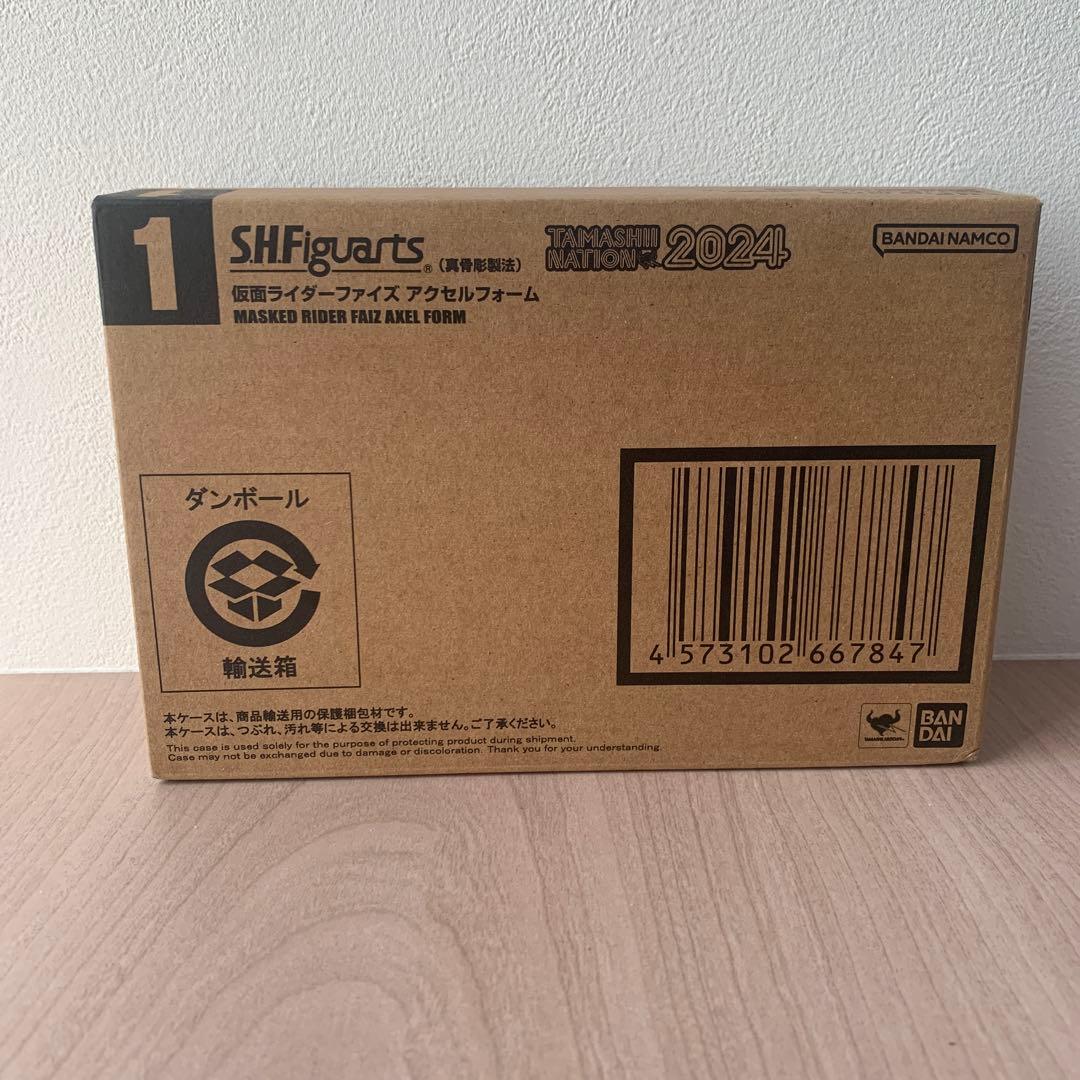 1
S.H.Figuarts® (真骨彫製法)
TAMASHII NATION 2024
BANDAI NAMCO
仮面ライダーファイズ アクセルフォーム
MASKED RIDER FAIZ AXEL FORM
ダンボール
輸送箱
4 573102 667847
本ケースは、商品輸送用の保護梱包材です。
本ケースは、つぶれ、汚れ等による交換は出来ません。ご了承ください。
This case is used solely for the purpose of protecting product during shipment.
Case may not be exchanged due to damage or discoloration. Thank you for your understanding.
BAN
DAI